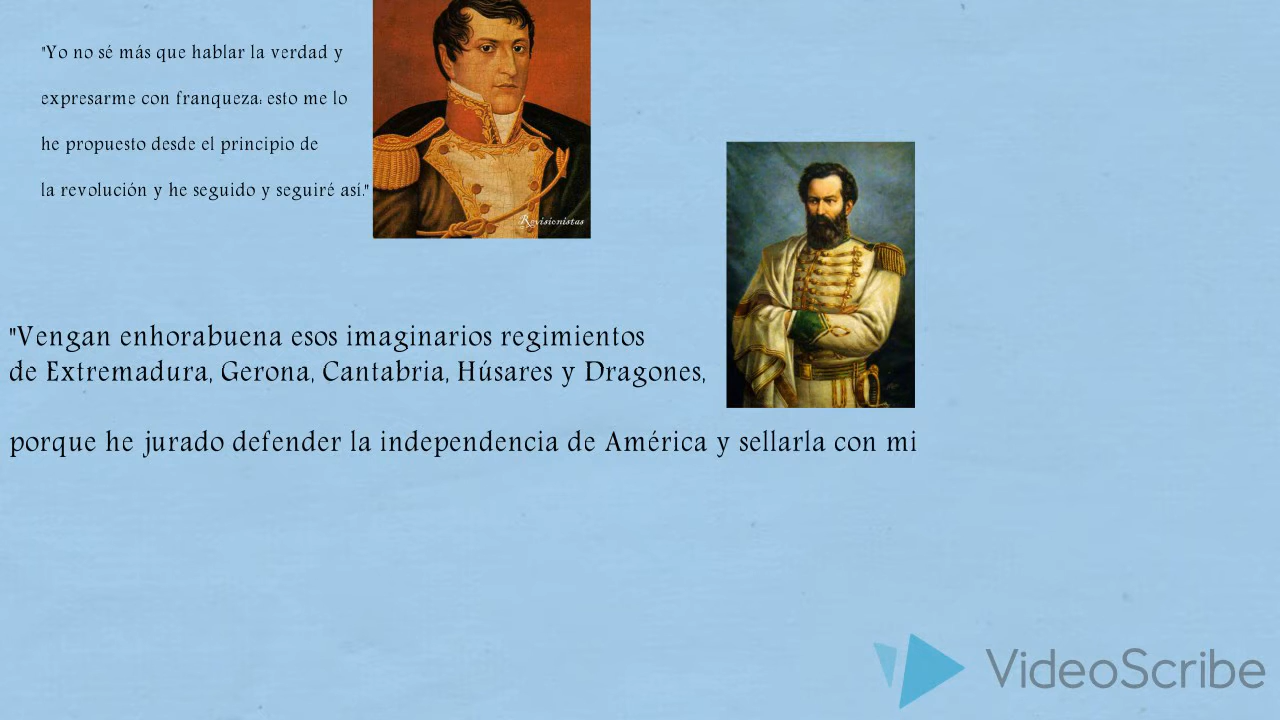 "Yo no sé más que hablar la verdad y
expresarme con franqueza; esto me lo
he propuesto desde el principio de
la revolución y he seguido y seguiré así."
Revisionistas
"Vengan enhorabuena esos imaginarios regimientos
de Extremadura, Gerona, Cantabria, Húsares y Dragones,
porque he jurado defender la independencia de América y sellarla con mi
VideoScribe